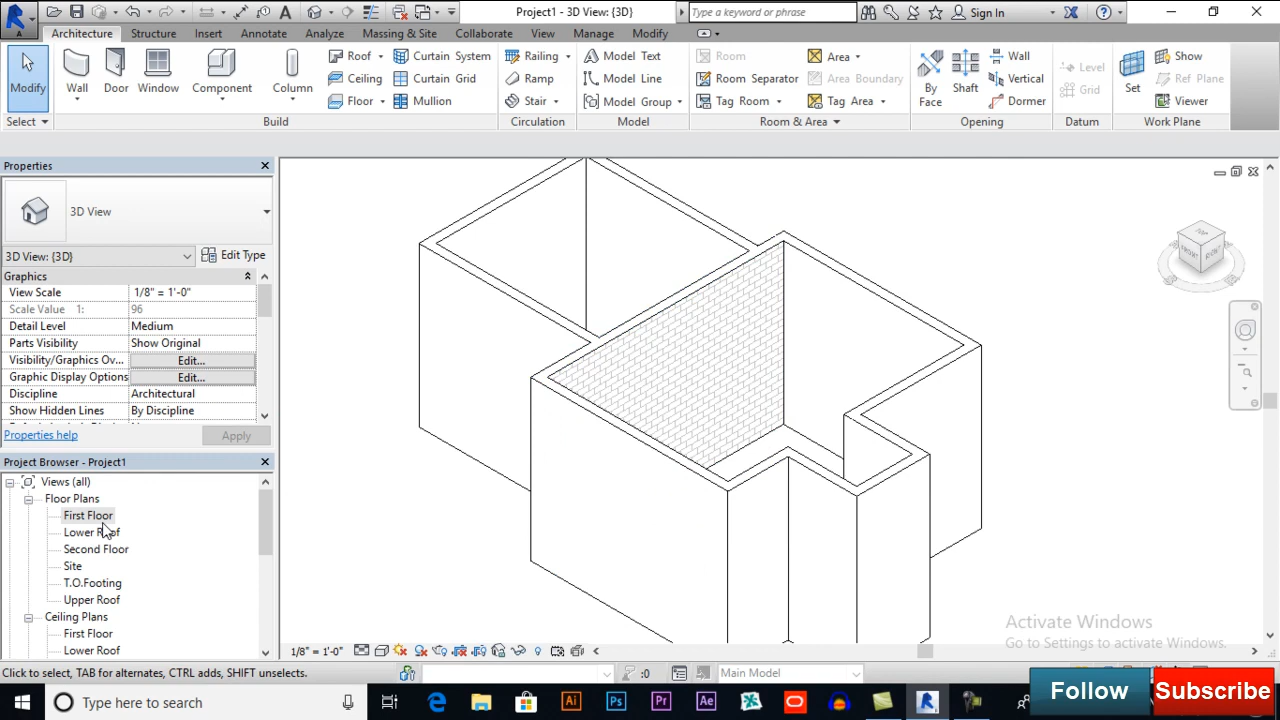 Project1 - 3D View: {3D}
Type a keyword or phrase
Sign In
Architecture Structure Insert Annotate Analyze Massing & Site Collaborate View Manage Modify
Modify
Wall
Door
Window
Component
Column
Roof
Ceiling
Floor
Curtain System
Curtain Grid
Mullion
Railing
Ramp
Stair
Model Text
Model Line
Model Group
Room
Room Separator
Tag Room
Area
Area Boundary
Tag Area
By
Face
Shaft
Wall
Vertical
Dormer
Level
Grid
Set
Show
Ref Plane
Viewer
Select Build Circulation Model Room & Area Opening Datum Work Plane
Properties
3D View
3D View: {3D} Edit Type
Graphics
View Scale 1/8" = 1'-0"
Scale Value 1: 96
Detail Level Medium
Parts Visibility Show Original
Visibility/Graphics Ov... Edit...
Graphic Display Options Edit...
Discipline Architectural
Show Hidden Lines By Discipline
Properties help Apply
Project Browser - Project1
Views (all)
Floor Plans
First Floor
Lower Roof
Second Floor
Site
T.O.Footing
Upper Roof
Ceiling Plans
First Floor
Lower Roof
TOP
FRONT
RIGHT
Activate Windows
Go to Settings to activate Windows.
1/8" = 1'-0"
Click to select, TAB for alternates, CTRL adds, SHIFT unselects.
:0
Main Model
Type here to search
Follow
Subscribe